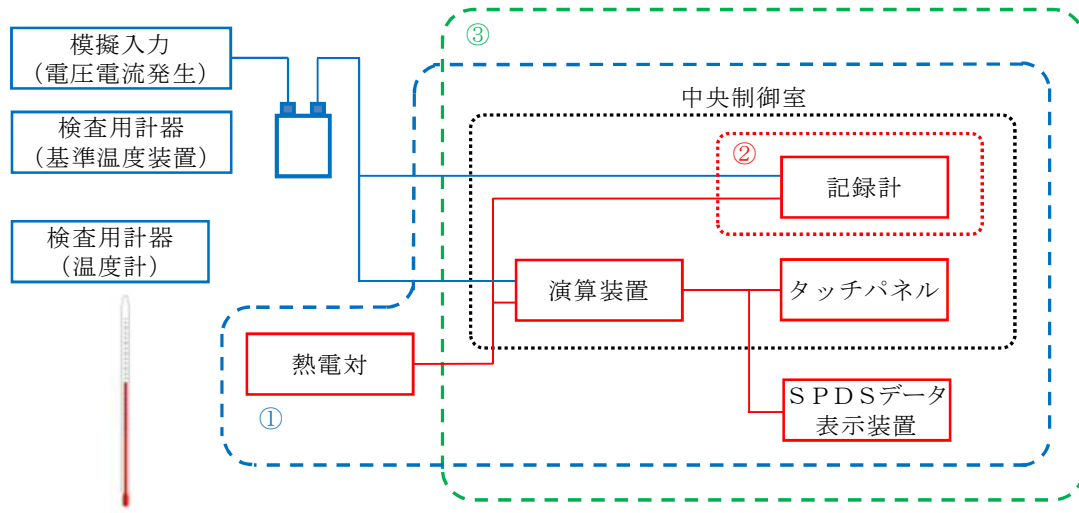 模擬入力
（電圧電流発生）
検査用計器
（基準温度装置）
検査用計器
（温度計）
③
中央制御室
②
記録計
演算装置
タッチパネル
熱電対
①
ＳＰＤＳデータ
表示装置